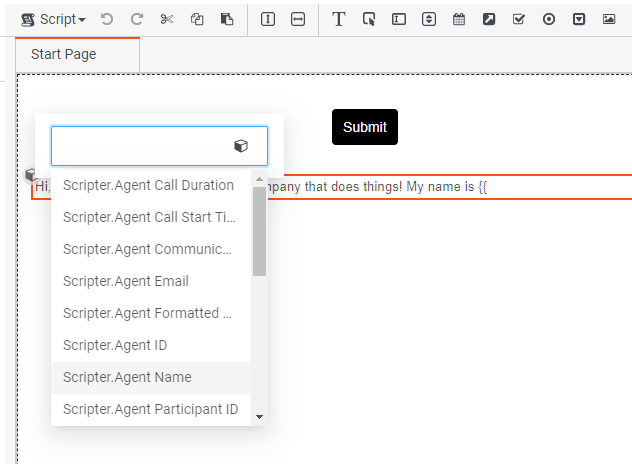 Script
T
Start Page
Submit
Hi, mpany that does things! My name is {{
Scripter.Agent Call Duration
Scripter.Agent Call Start Ti...
Scripter.Agent Communic...
Scripter.Agent Email
Scripter.Agent Formatted ...
Scripter.Agent ID
Scripter.Agent Name
Scripter.Agent Participant ID